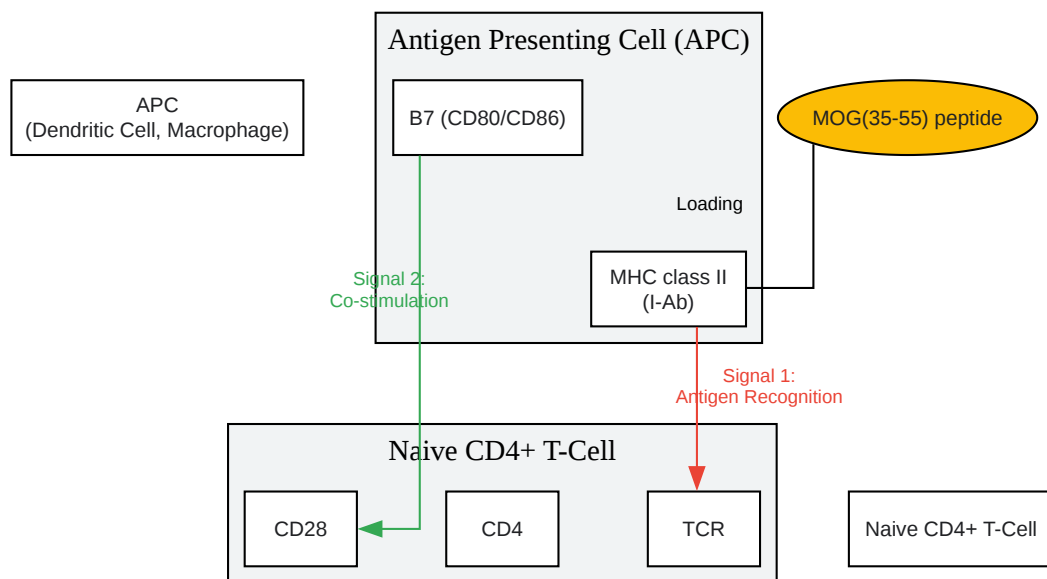 Antigen Presenting Cell (APC)
APC
(Dendritic Cell, Macrophage)
B7 (CD80/CD86)
MOG(35-55) peptide
Loading
MHC class II
(I-Ab)
Signal 2:
Co-stimulation
Signal 1:
Antigen Recognition
Naive CD4+ T-Cell
CD28
CD4
TCR
Naive CD4+ T-Cell